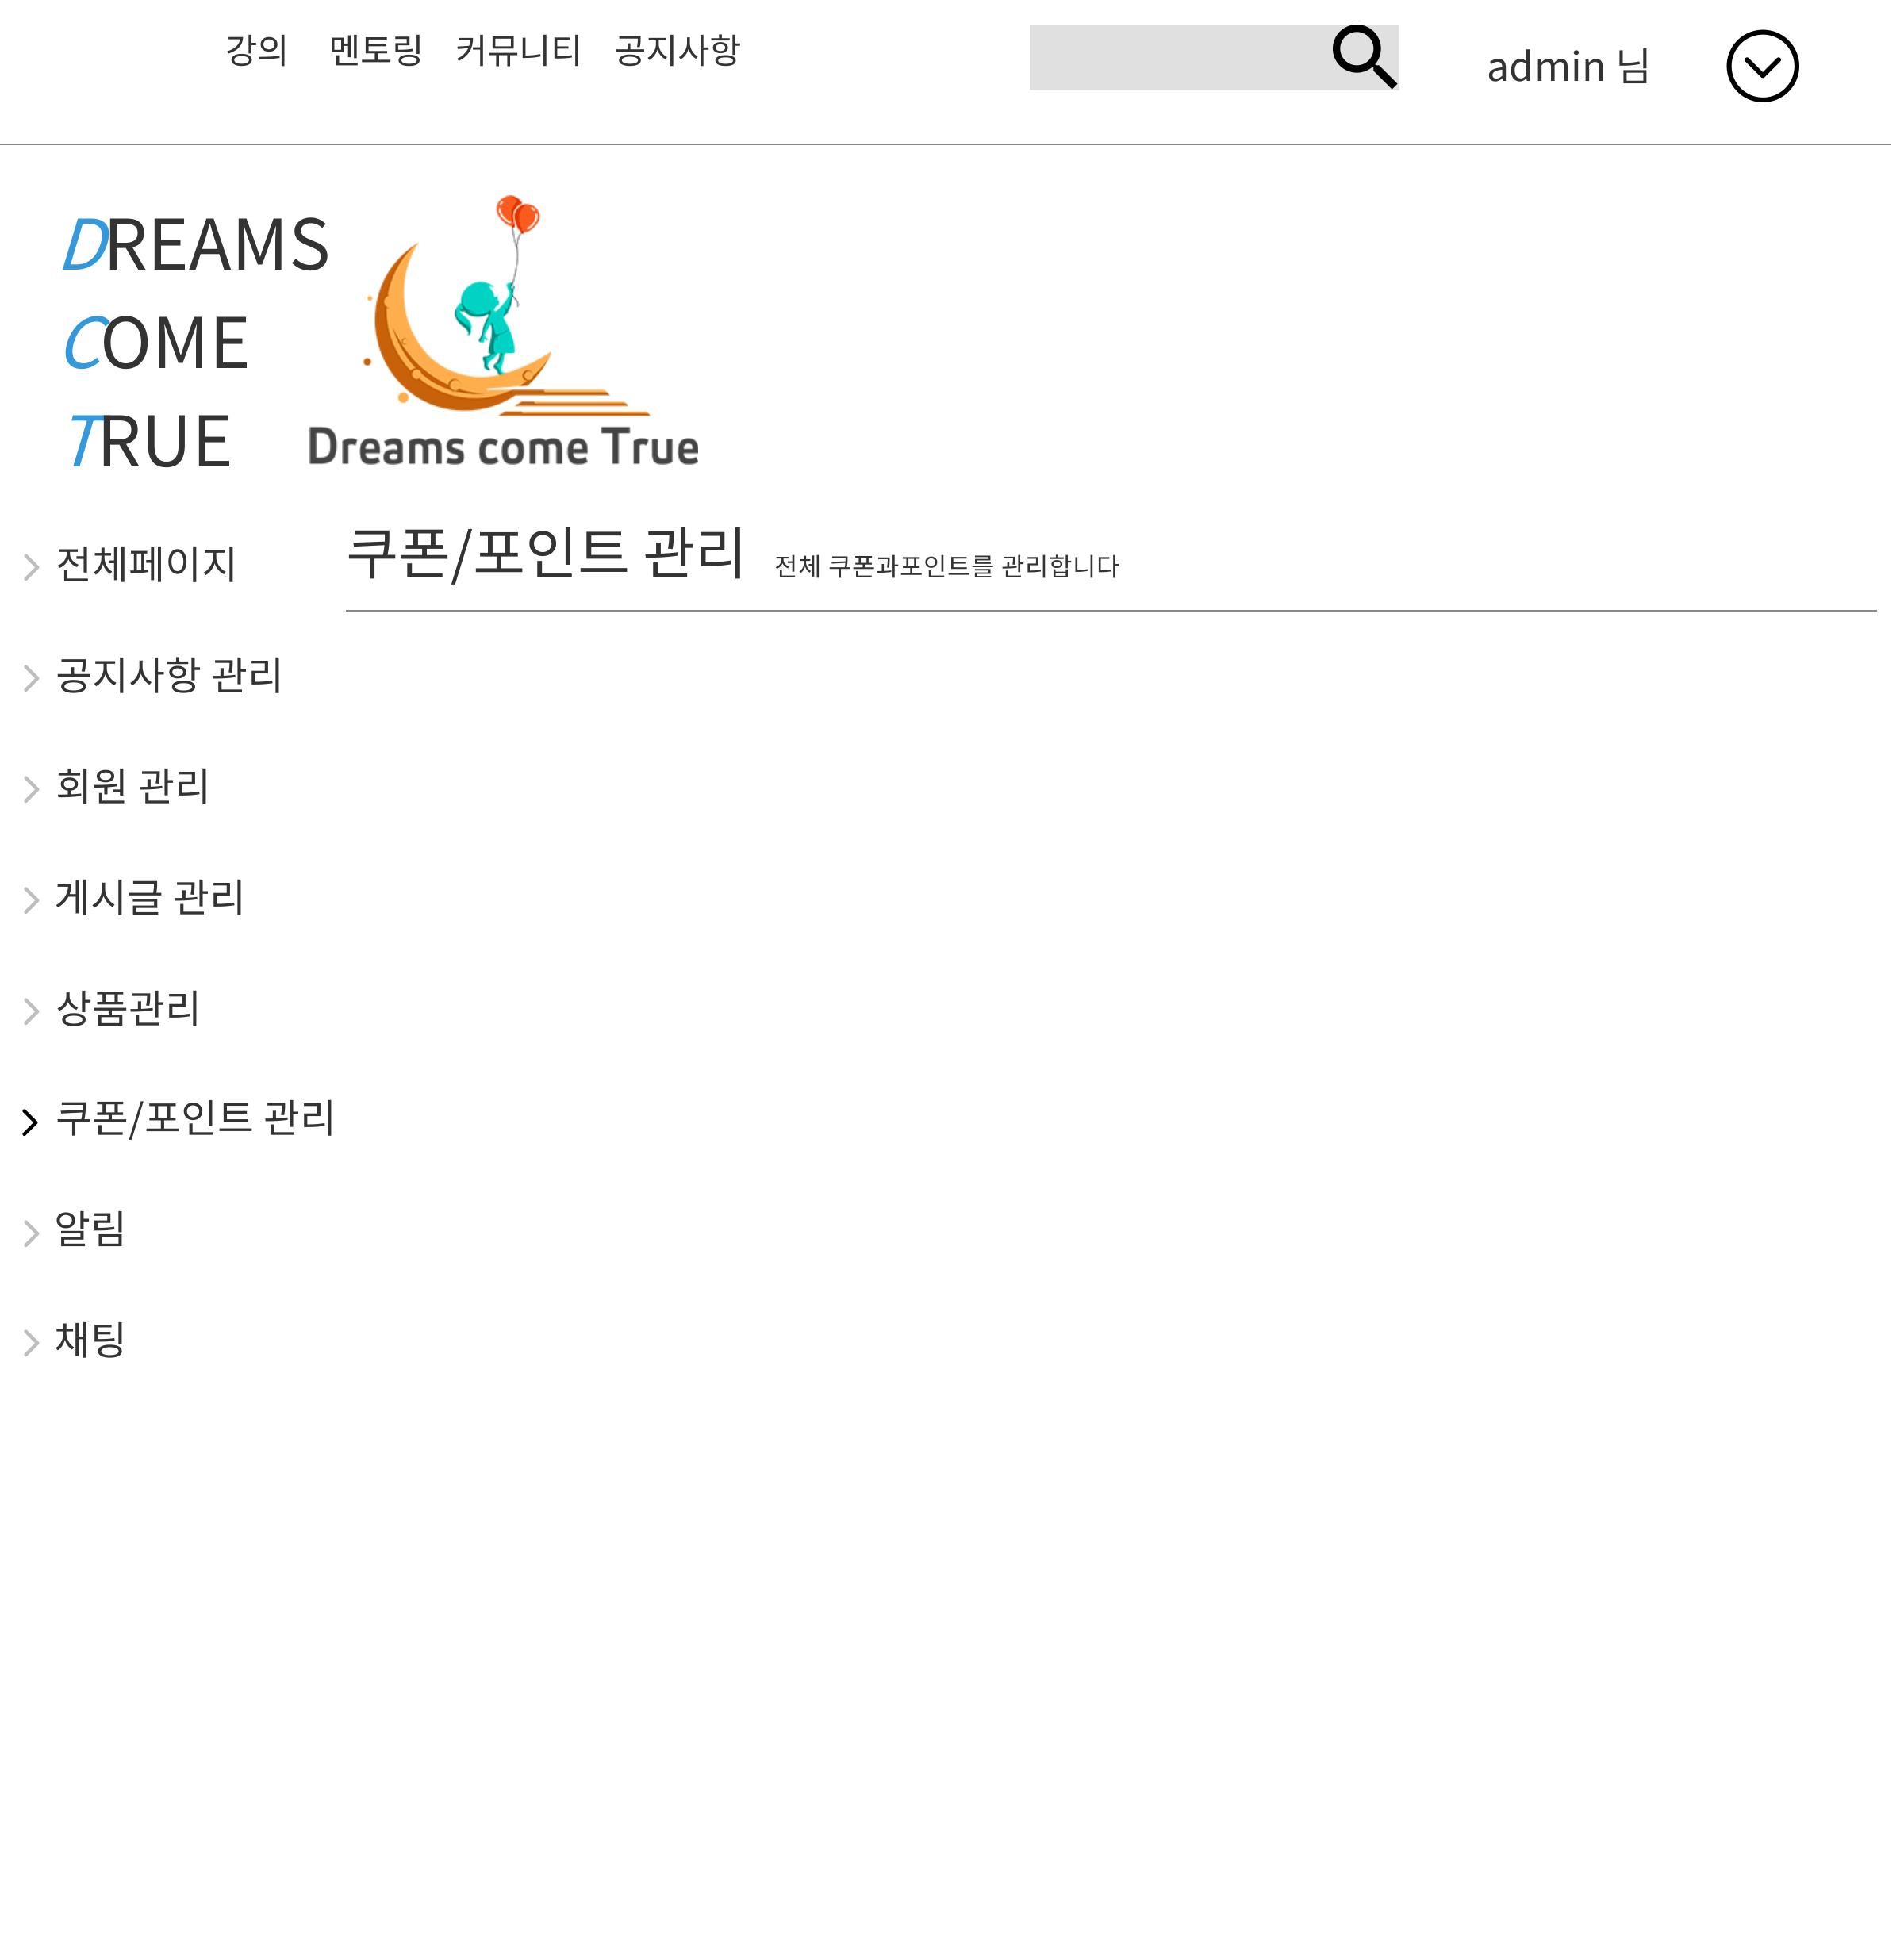 강의 멘토링 커뮤니티 공지사항
admin 님
DREAMS
COME
TRUE
Dreams come True
쿠폰/포인트 관리 전체 쿠폰과포인트를 관리합니다
전체페이지
공지사항 관리
회원 관리
게시글 관리
상품관리
쿠폰/포인트 관리
알림
채팅